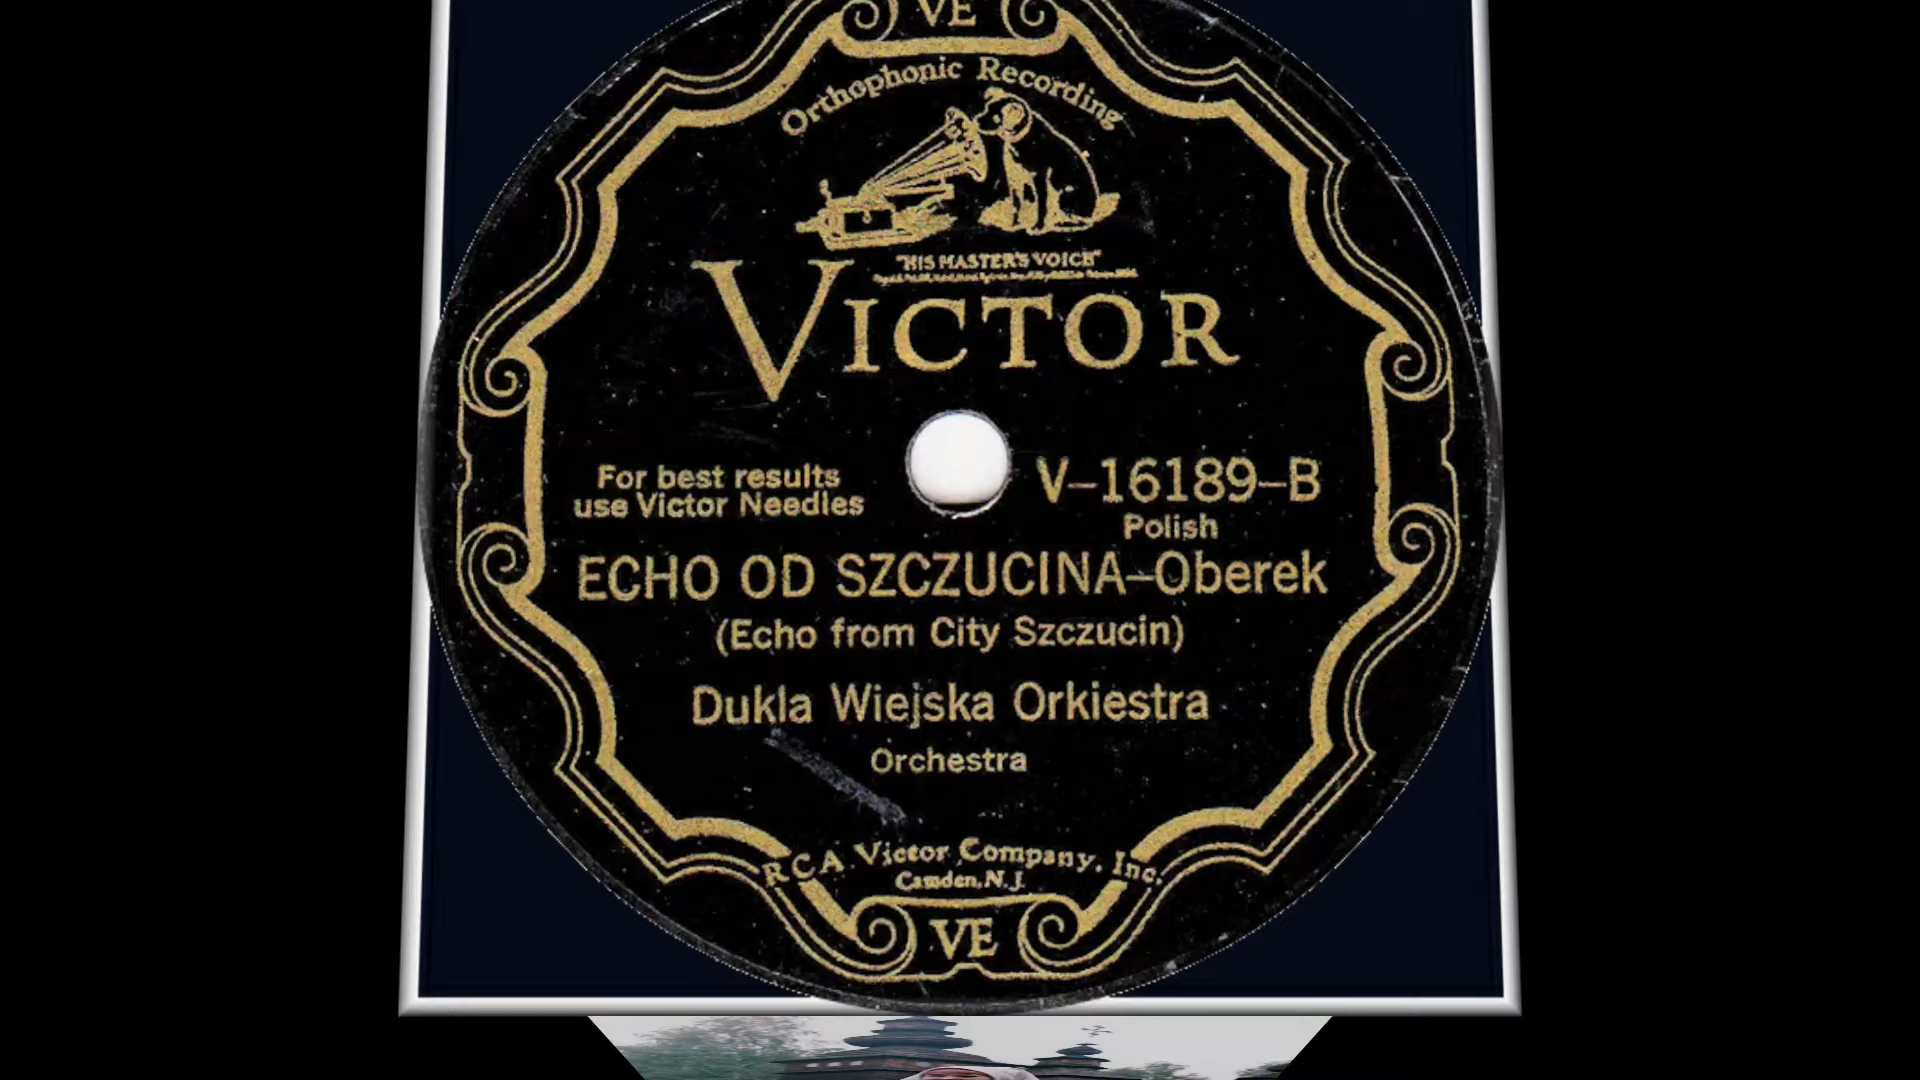 VE
Orthophonic Recording
"HIS MASTER'S VOICE"
VICTOR
For best results
use Victor Needles
V-16189-B
Polish
ECHO OD SZCZUCINA-Oberek
(Echo from City Szczucin)
Dukla Wiejska Orkiestra
Orchestra
RCA Victor Company, Inc.
Camden, N. J.
VE